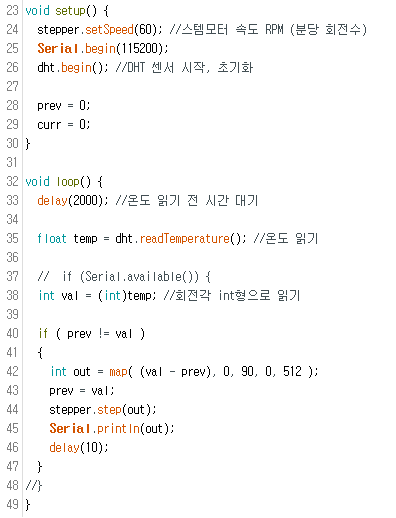 23 void setup() {
24 stepper.setSpeed(60); //스템모터 속도 RPM (분당 회전수)
25 Serial.begin(115200);
26 dht.begin(); //DHT 센서 시작, 초기화
27
28 prev = 0;
29 curr = 0;
30 }
31
32 void loop() {
33 delay(2000); //온도 읽기 전 시간 대기
34
35 float temp = dht.readTemperature(); //온도 읽기
36
37 //  if (Serial.available()) {
38 int val = (int)temp; //회전각 int형으로 읽기
39
40 if ( prev != val )
41 {
42 int out = map( (val - prev), 0, 90, 0, 512 );
43 prev = val;
44 stepper.step(out);
45 Serial.println(out);
46 delay(10);
47 }
48 //}
49 }